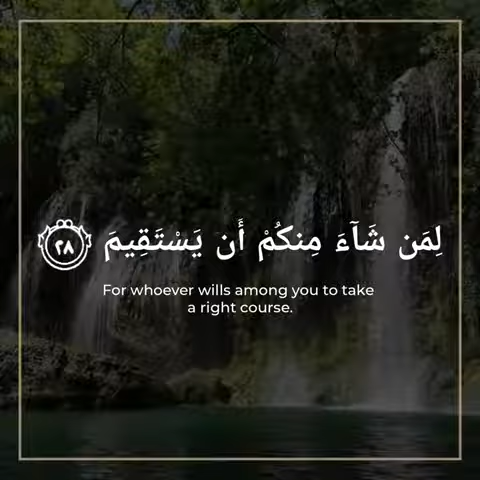 لِمَن شَآءَ مِنكُمْ أَن يَسْتَقِيمَ ٢٨
For whoever wills among you to take
a right course.